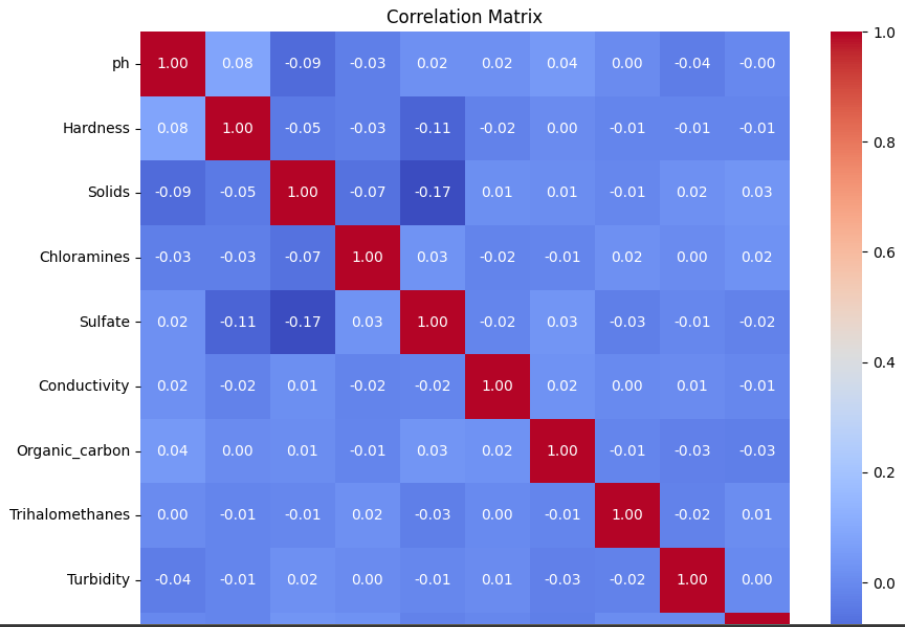 Correlation Matrix
ph 1.00 0.08 -0.09 -0.03 0.02 0.02 0.04 0.00 -0.04 -0.00
Hardness 0.08 1.00 -0.05 -0.03 -0.11 -0.02 0.00 -0.01 -0.01 -0.01
Solids -0.09 -0.05 1.00 -0.07 -0.17 0.01 0.01 -0.01 0.02 0.03
Chloramines -0.03 -0.03 -0.07 1.00 0.03 -0.02 -0.01 0.02 0.00 0.02
Sulfate 0.02 -0.11 -0.17 0.03 1.00 -0.02 0.03 -0.03 -0.01 -0.02
Conductivity 0.02 -0.02 0.01 -0.02 -0.02 1.00 0.02 0.00 0.01 -0.01
Organic_carbon 0.04 0.00 0.01 -0.01 0.03 0.02 1.00 -0.01 -0.03 -0.03
Trihalomethanes 0.00 -0.01 -0.01 0.02 -0.03 0.00 -0.01 1.00 -0.02 0.01
Turbidity -0.04 -0.01 0.02 0.00 -0.01 0.01 -0.03 -0.02 1.00 0.00
1.0
0.8
0.6
0.4
0.2
0.0